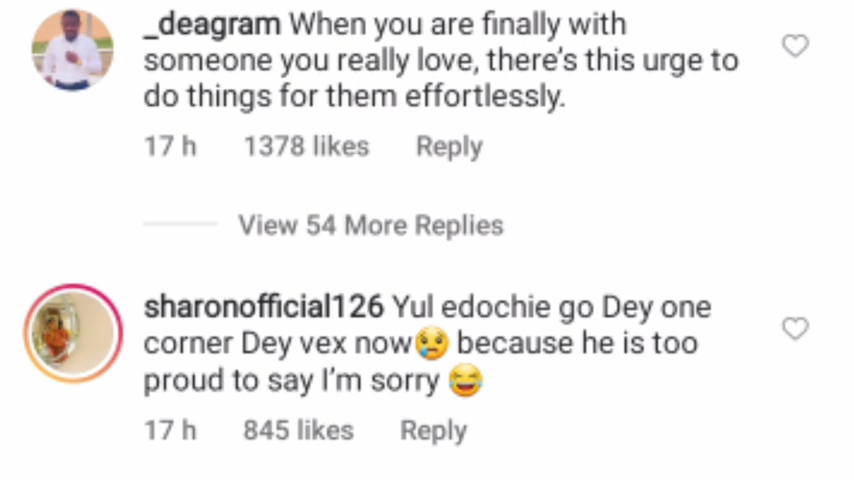 _deagram When you are finally with
someone you really love, there's this urge to
do things for them effortlessly.
17 h 1378 likes Reply
View 54 More Replies
sharonofficial126 Yul edochie go Dey one
corner Dey vex now😢 because he is too
proud to say I'm sorry 😂
17 h 845 likes Reply